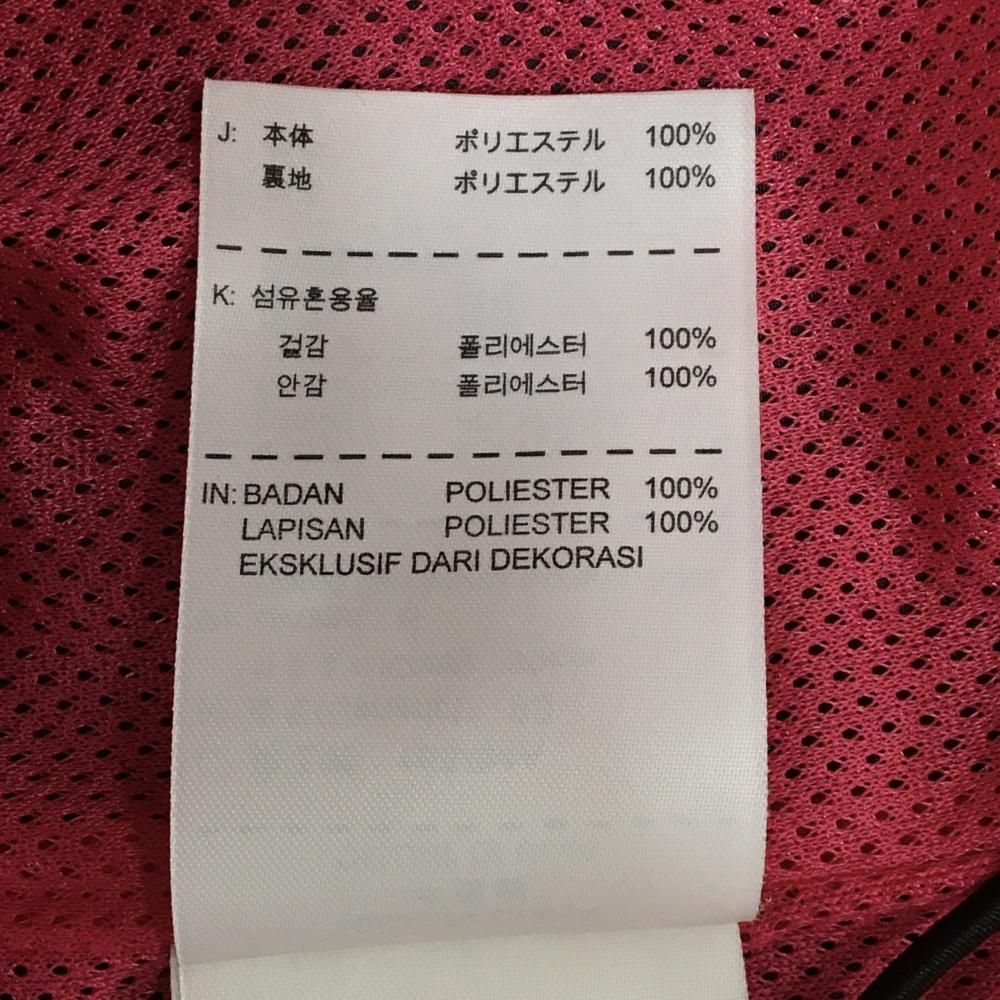 J: 本体 ポリエステル 100%
裏地 ポリエステル 100%
K: 섬유혼용율
겉감 폴리에스터 100%
안감 폴리에스터 100%
IN: BADAN POLIESTER 100%
LAPISAN POLIESTER 100%
EKSKLUSIF DARI DEKORASI